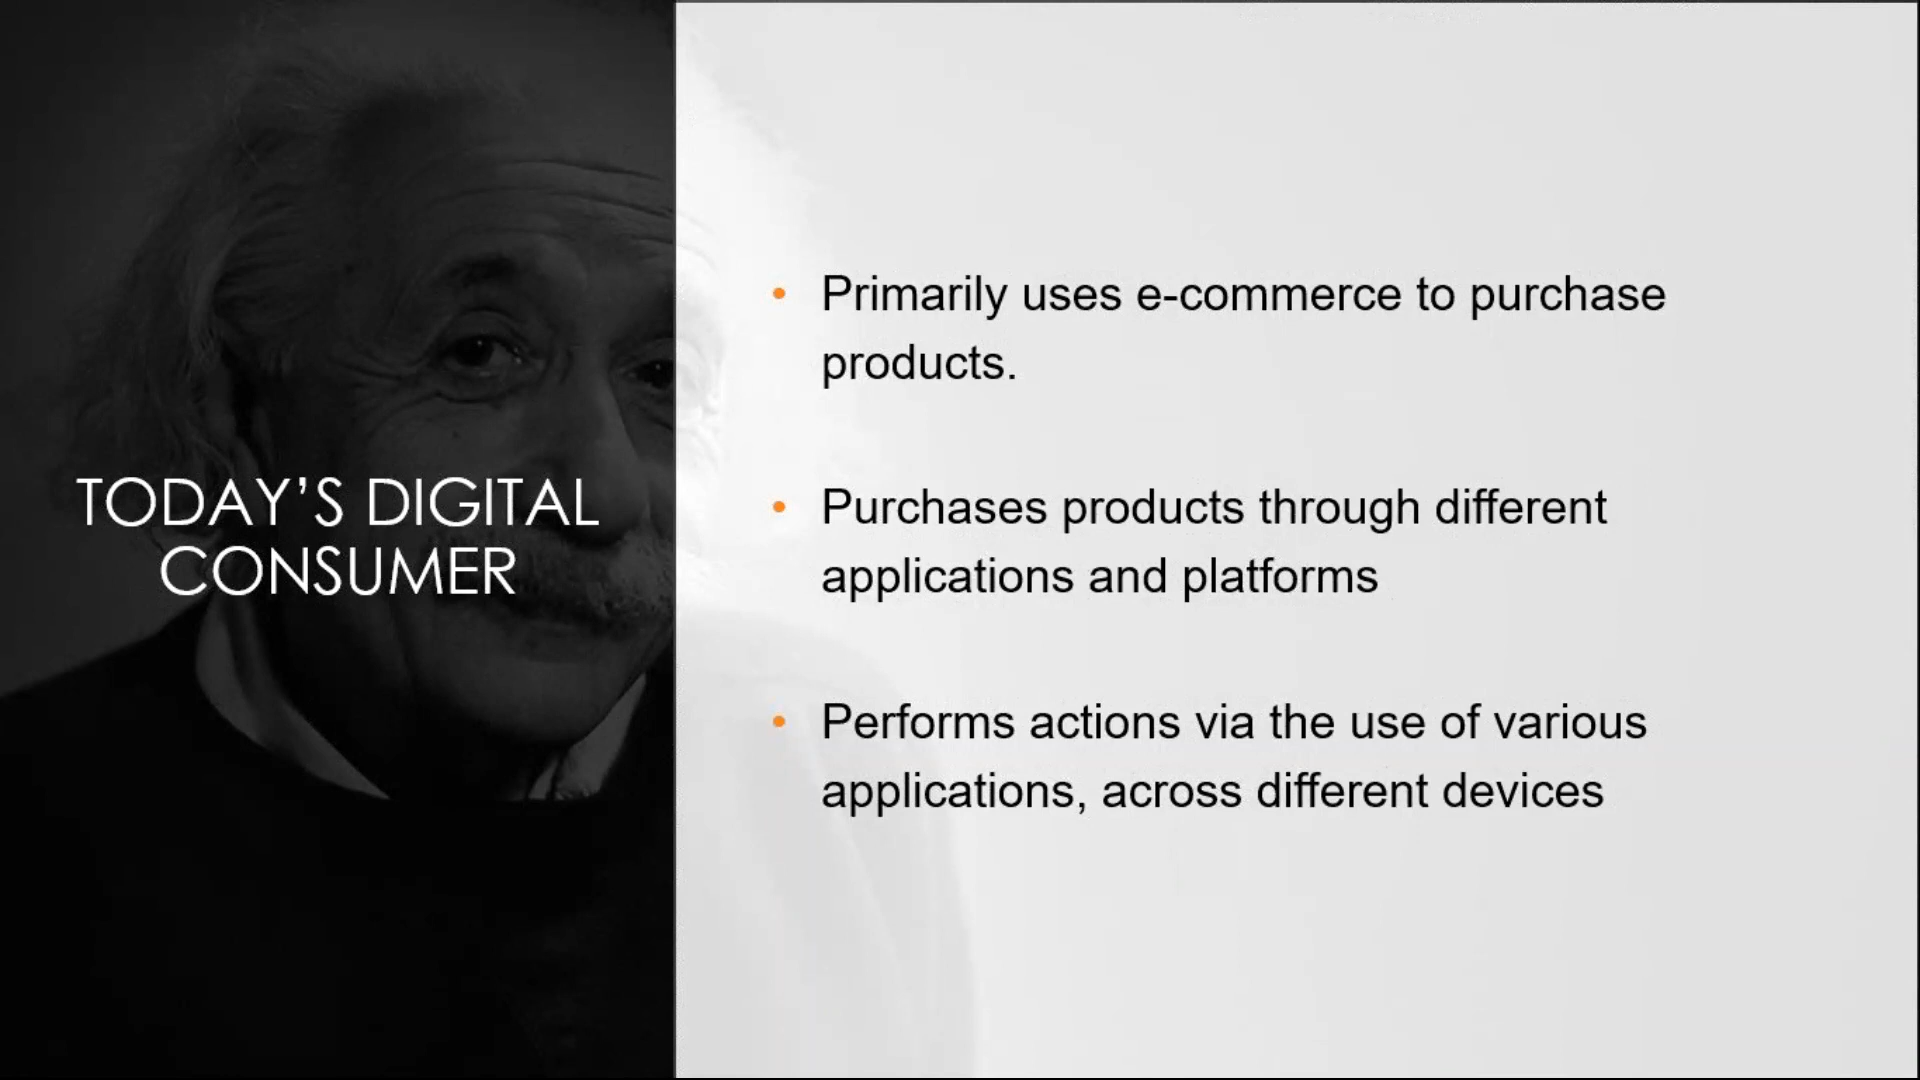 TODAY’S DIGITAL
CONSUMER
• Primarily uses e-commerce to purchase
products.
• Purchases products through different
applications and platforms
• Performs actions via the use of various
applications, across different devices